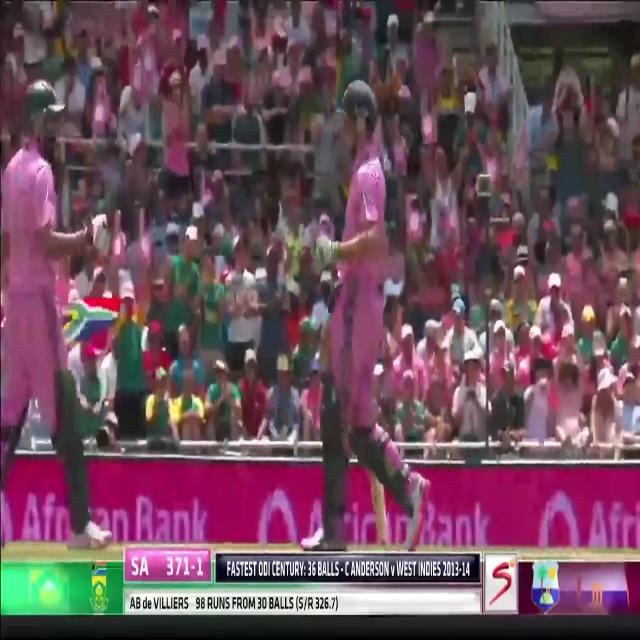 African Bank
African Bank
Afri
SA 371-1
FASTEST ODI CENTURY: 36 BALLS - C ANDERSON v WEST INDIES 2013-14
S
AB de VILLIERS 98 RUNS FROM 30 BALLS (S/R 326.7)